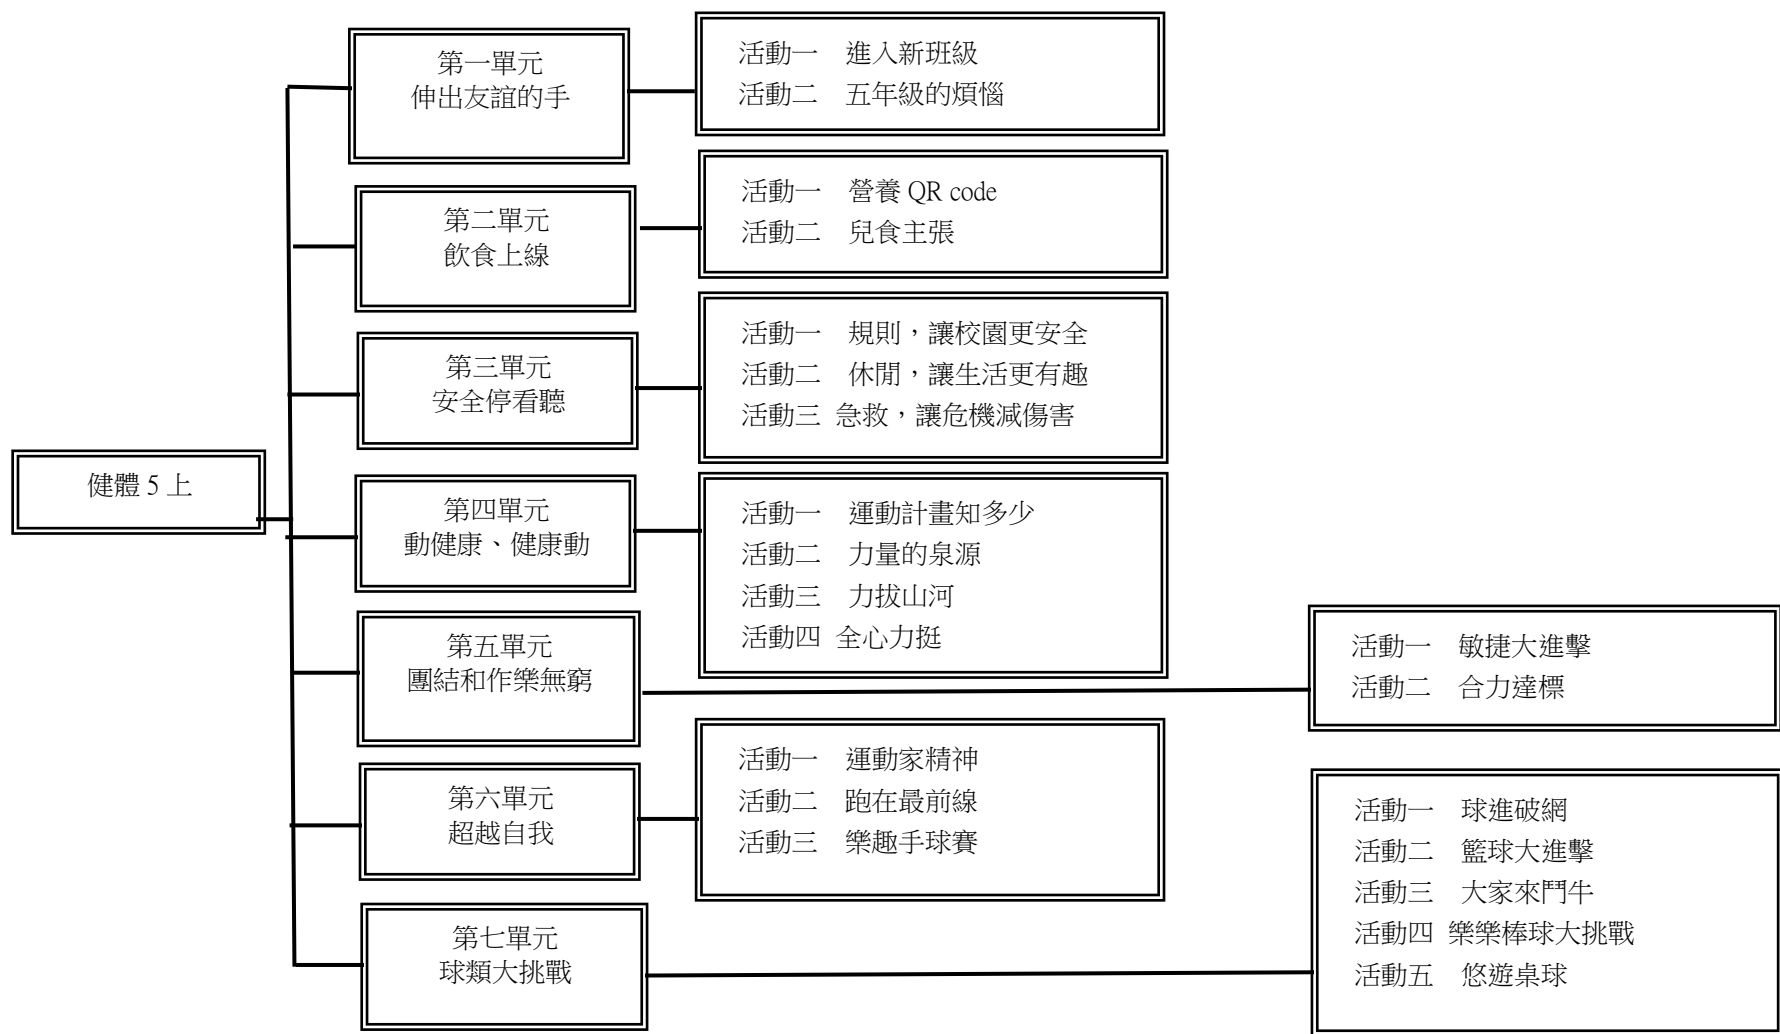 健體 5 上
第一單元
伸出友誼的手
活動一　進入新班級
活動二　五年級的煩惱
第二單元
飲食上線
活動一　營養 QR code
活動二　兒食主張
第三單元
安全停看聽
活動一　規則，讓校園更安全
活動二　休閒，讓生活更有趣
活動三 急救，讓危機減傷害
第四單元
動健康、健康動
活動一　運動計畫知多少
活動二　力量的泉源
活動三　力拔山河
活動四 全心力挺
第五單元
團結和作樂無窮
活動一　敏捷大進擊
活動二　合力達標
第六單元
超越自我
活動一　運動家精神
活動二　跑在最前線
活動三　樂趣手球賽
第七單元
球類大挑戰
活動一　球進破網
活動二　籃球大進擊
活動三　大家來鬥牛
活動四 樂樂棒球大挑戰
活動五　悠遊桌球